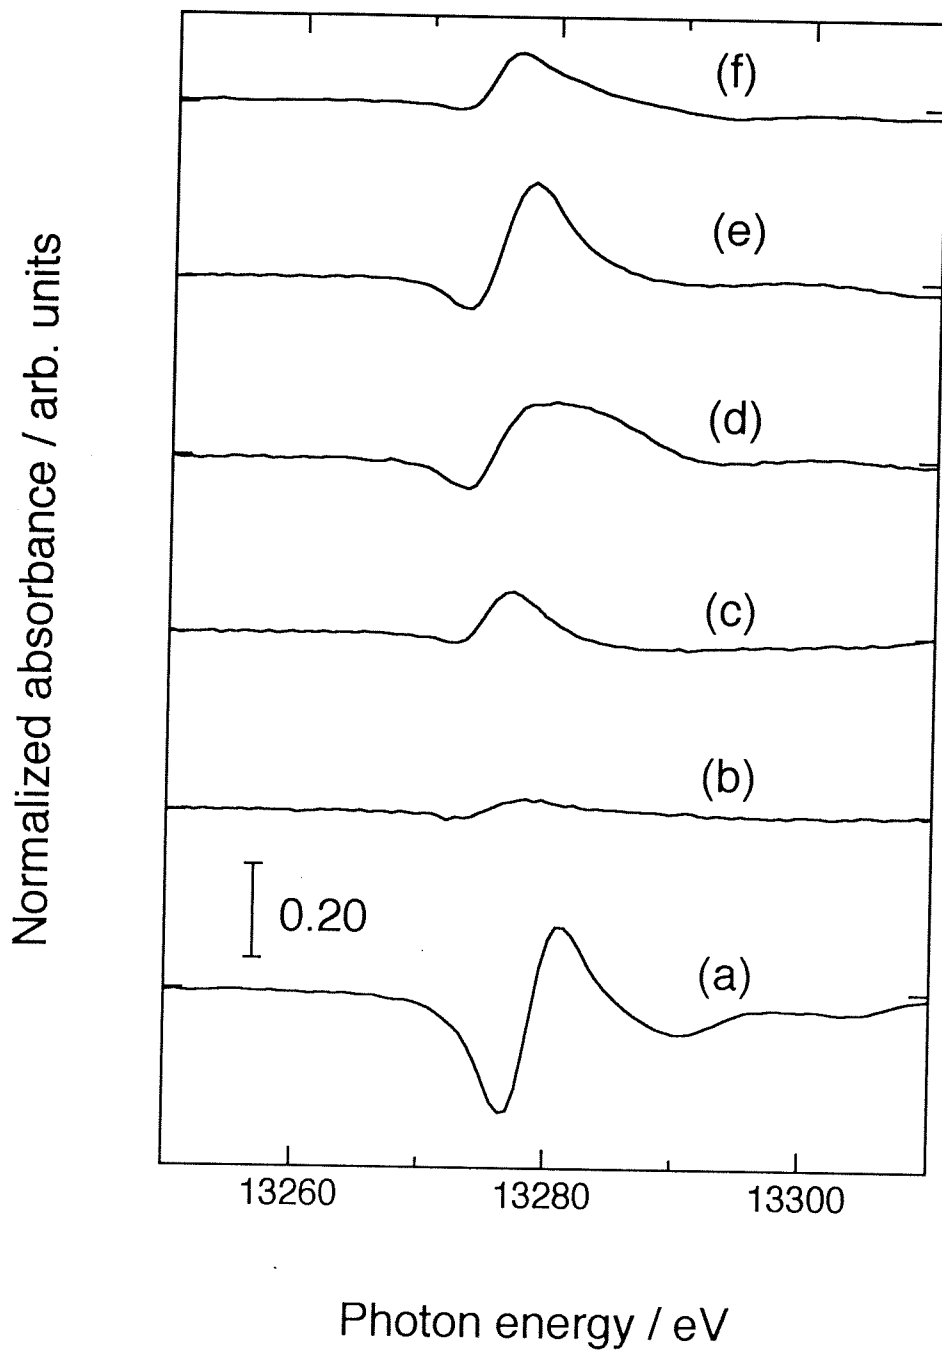 (f)
(e)
(d)
(c)
(b)
0.20
(a)
13260 13280 13300
Photon energy / eV
Normalized absorbance / arb. units